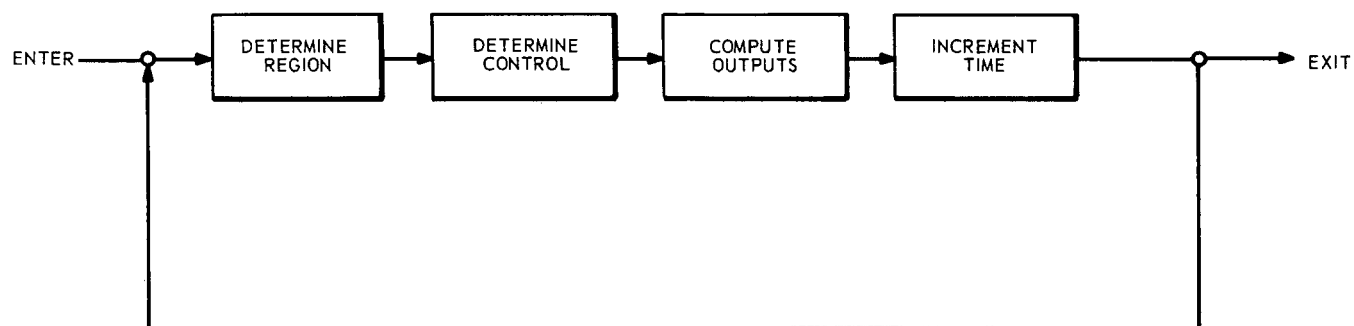 ENTER
DETERMINE
REGION
DETERMINE
CONTROL
COMPUTE
OUTPUTS
INCREMENT
TIME
EXIT